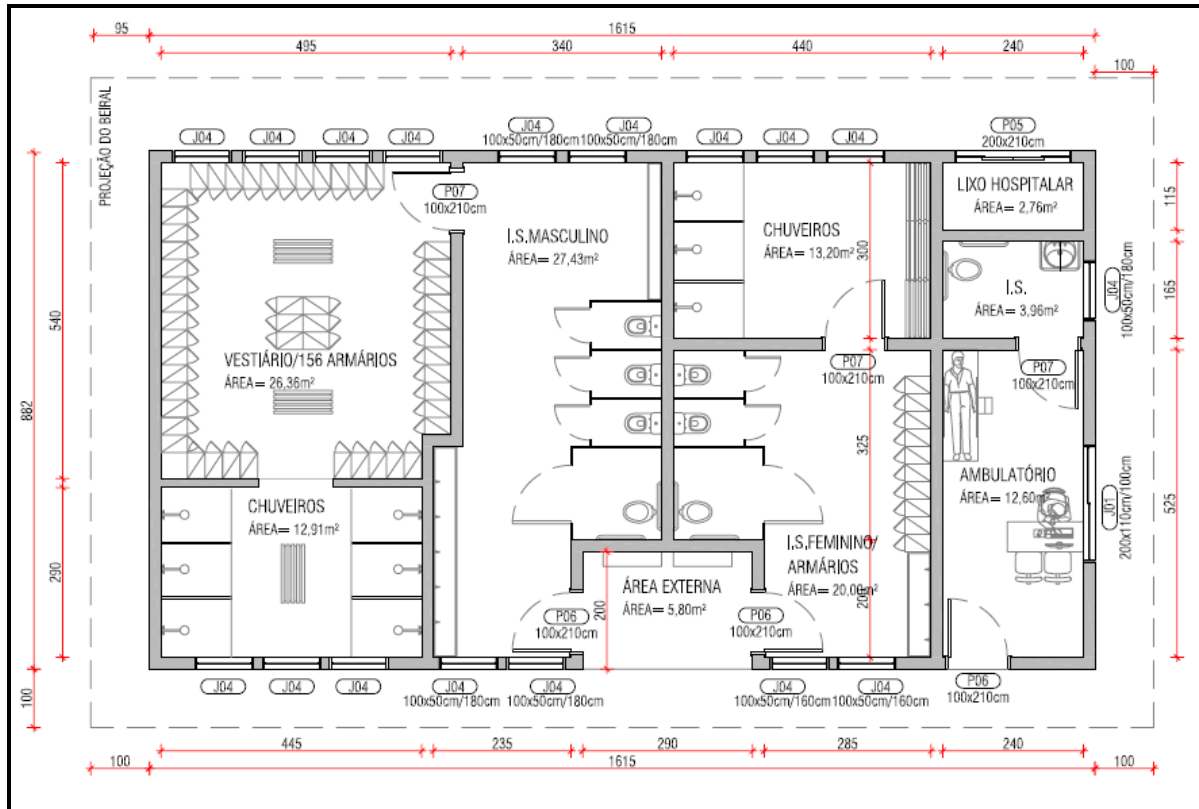 95
1615
495
340
440
240
100
PROJEÇÃO DO BEIRAL
J04
J04
J04
J04
J04
100x50cm/180cm
J04
100x50cm/180cm
J04
J04
J04
P05
200x210cm
P07
100x210cm
LIXO HOSPITALAR
ÁREA= 2,76m²
115
I.S.MASCULINO
ÁREA= 27,43m²
CHUVEIROS
ÁREA= 13,20m²
300
I.S.
ÁREA= 3,96m²
J04
100x50cm/180cm
165
540
882
VESTIÁRIO/156 ARMÁRIOS
ÁREA= 26,36m²
P07
100x210cm
P07
100x210cm
325
AMBULATÓRIO
ÁREA= 12,60m²
J01
200x110cm/100cm
525
CHUVEIROS
ÁREA= 12,91m²
290
I.S.FEMININO/
ARMÁRIOS
ÁREA= 20,00m²
ÁREA EXTERNA
ÁREA= 5,80m²
200
200
P06
100x210cm
P06
100x210cm
P06
100x210cm
J04
J04
J04
J04
100x50cm/180cm
J04
100x50cm/180cm
J04
100x50cm/160cm
J04
100x50cm/160cm
100
445
235
290
285
240
100
1615
100